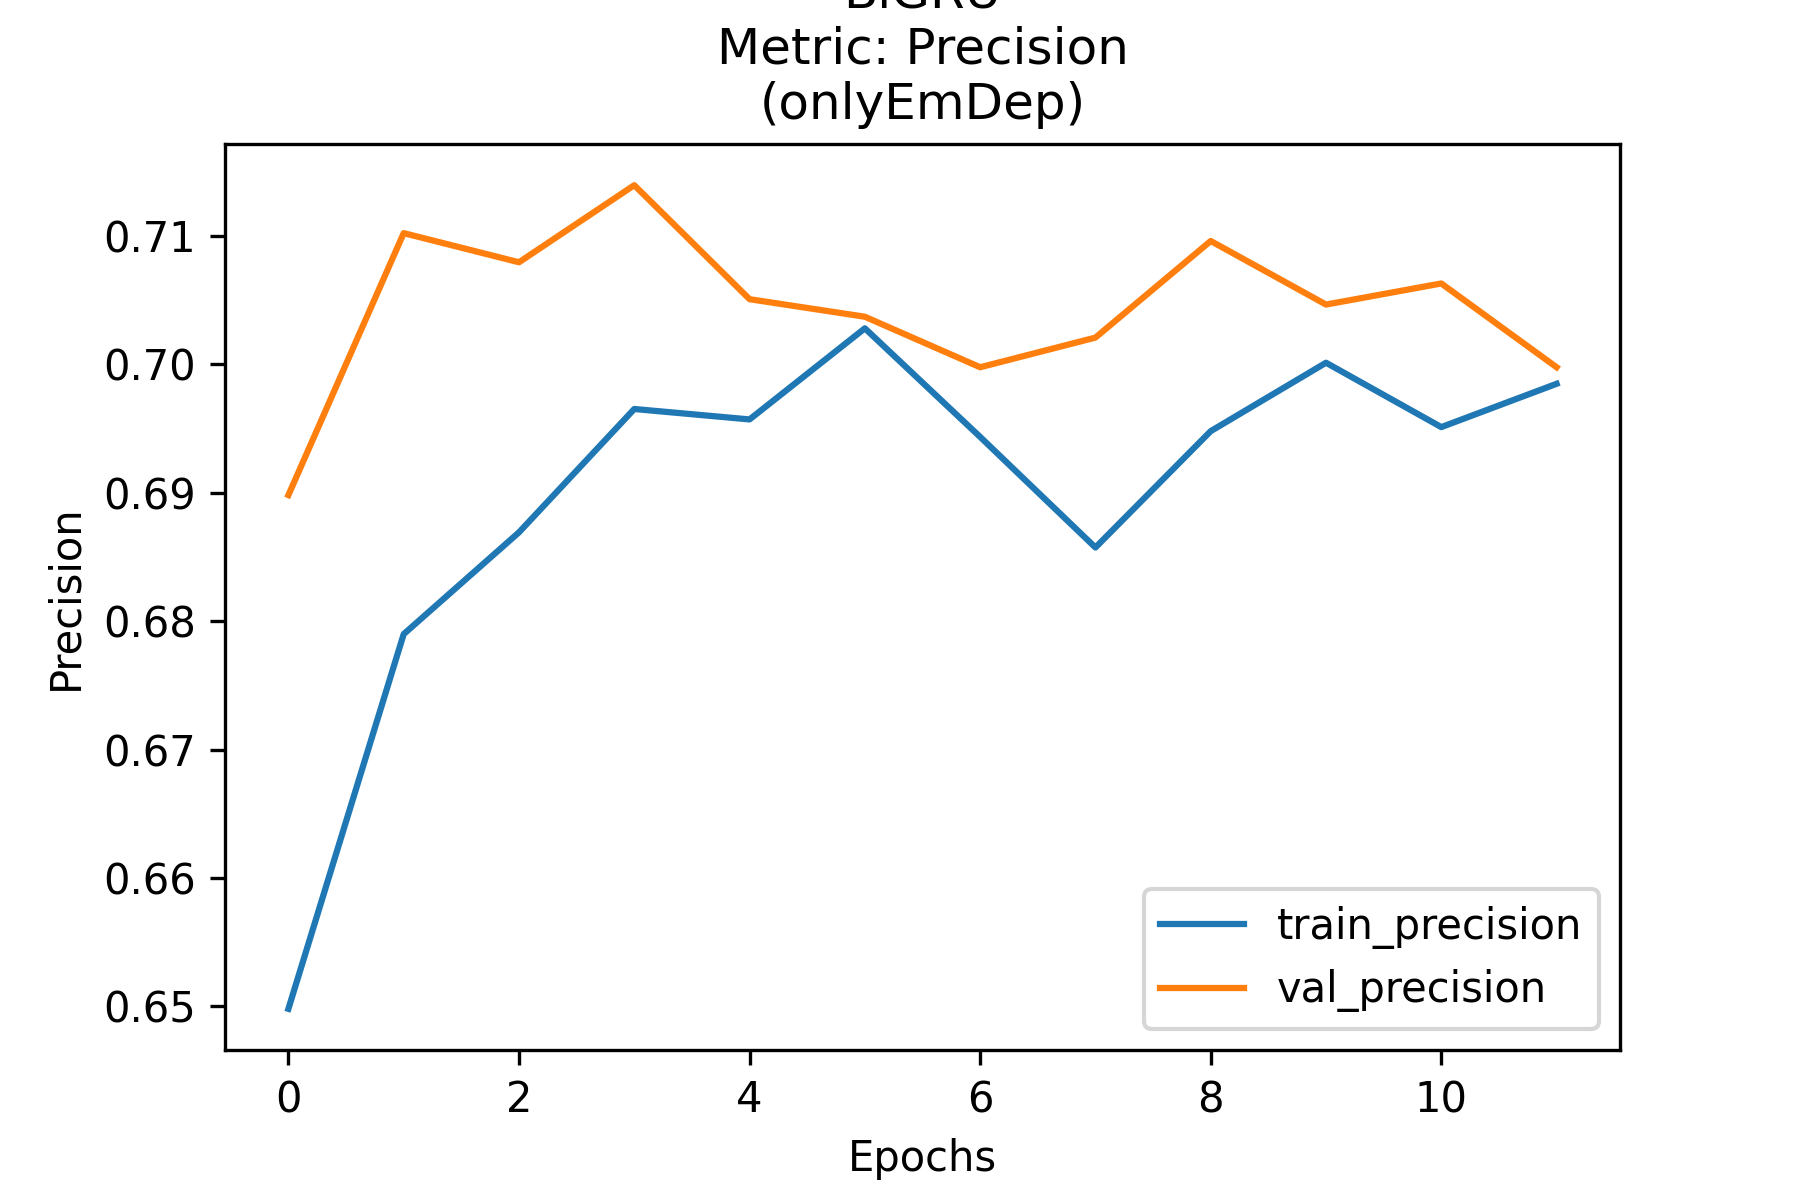 BiGRU
Metric: Precision
(onlyEmDep)
0.71
0.70
0.69
0.68
0.67
0.66
0.65
Precision
0
2
4
6
8
10
Epochs
train_precision
val_precision